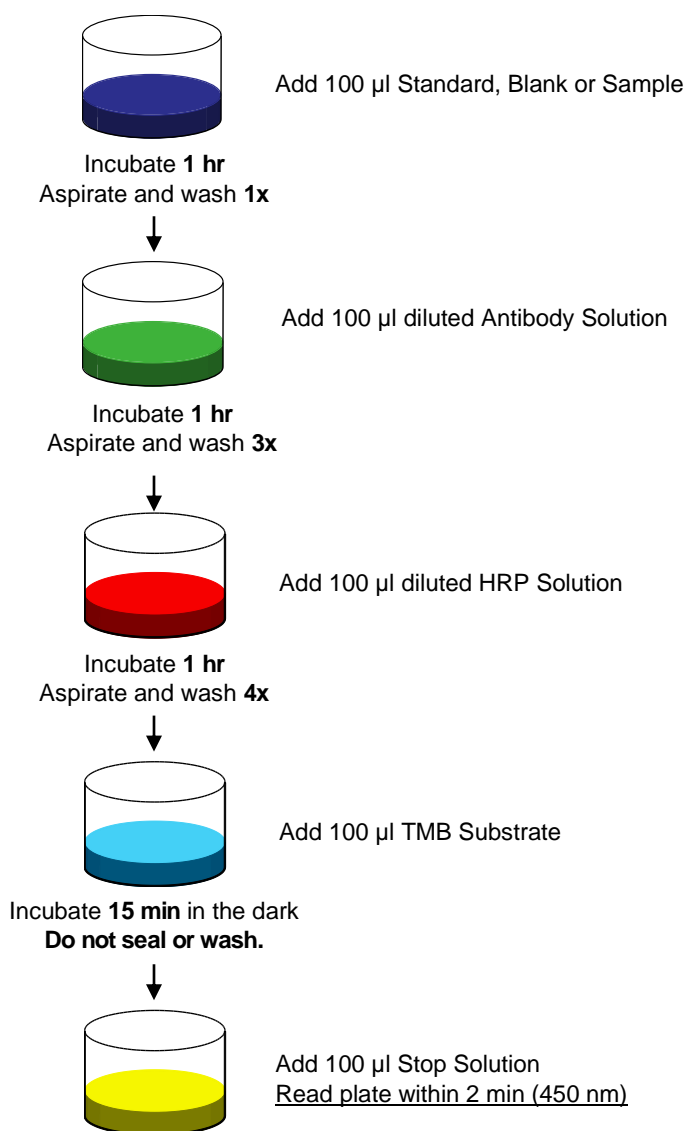 Add 100 µl Standard, Blank or Sample
Incubate 1 hr
Aspirate and wash 1x
Add 100 µl diluted Antibody Solution
Incubate 1 hr
Aspirate and wash 3x
Add 100 µl diluted HRP Solution
Incubate 1 hr
Aspirate and wash 4x
Add 100 µl TMB Substrate
Incubate 15 min in the dark
Do not seal or wash.
Add 100 µl Stop Solution
Read plate within 2 min (450 nm)